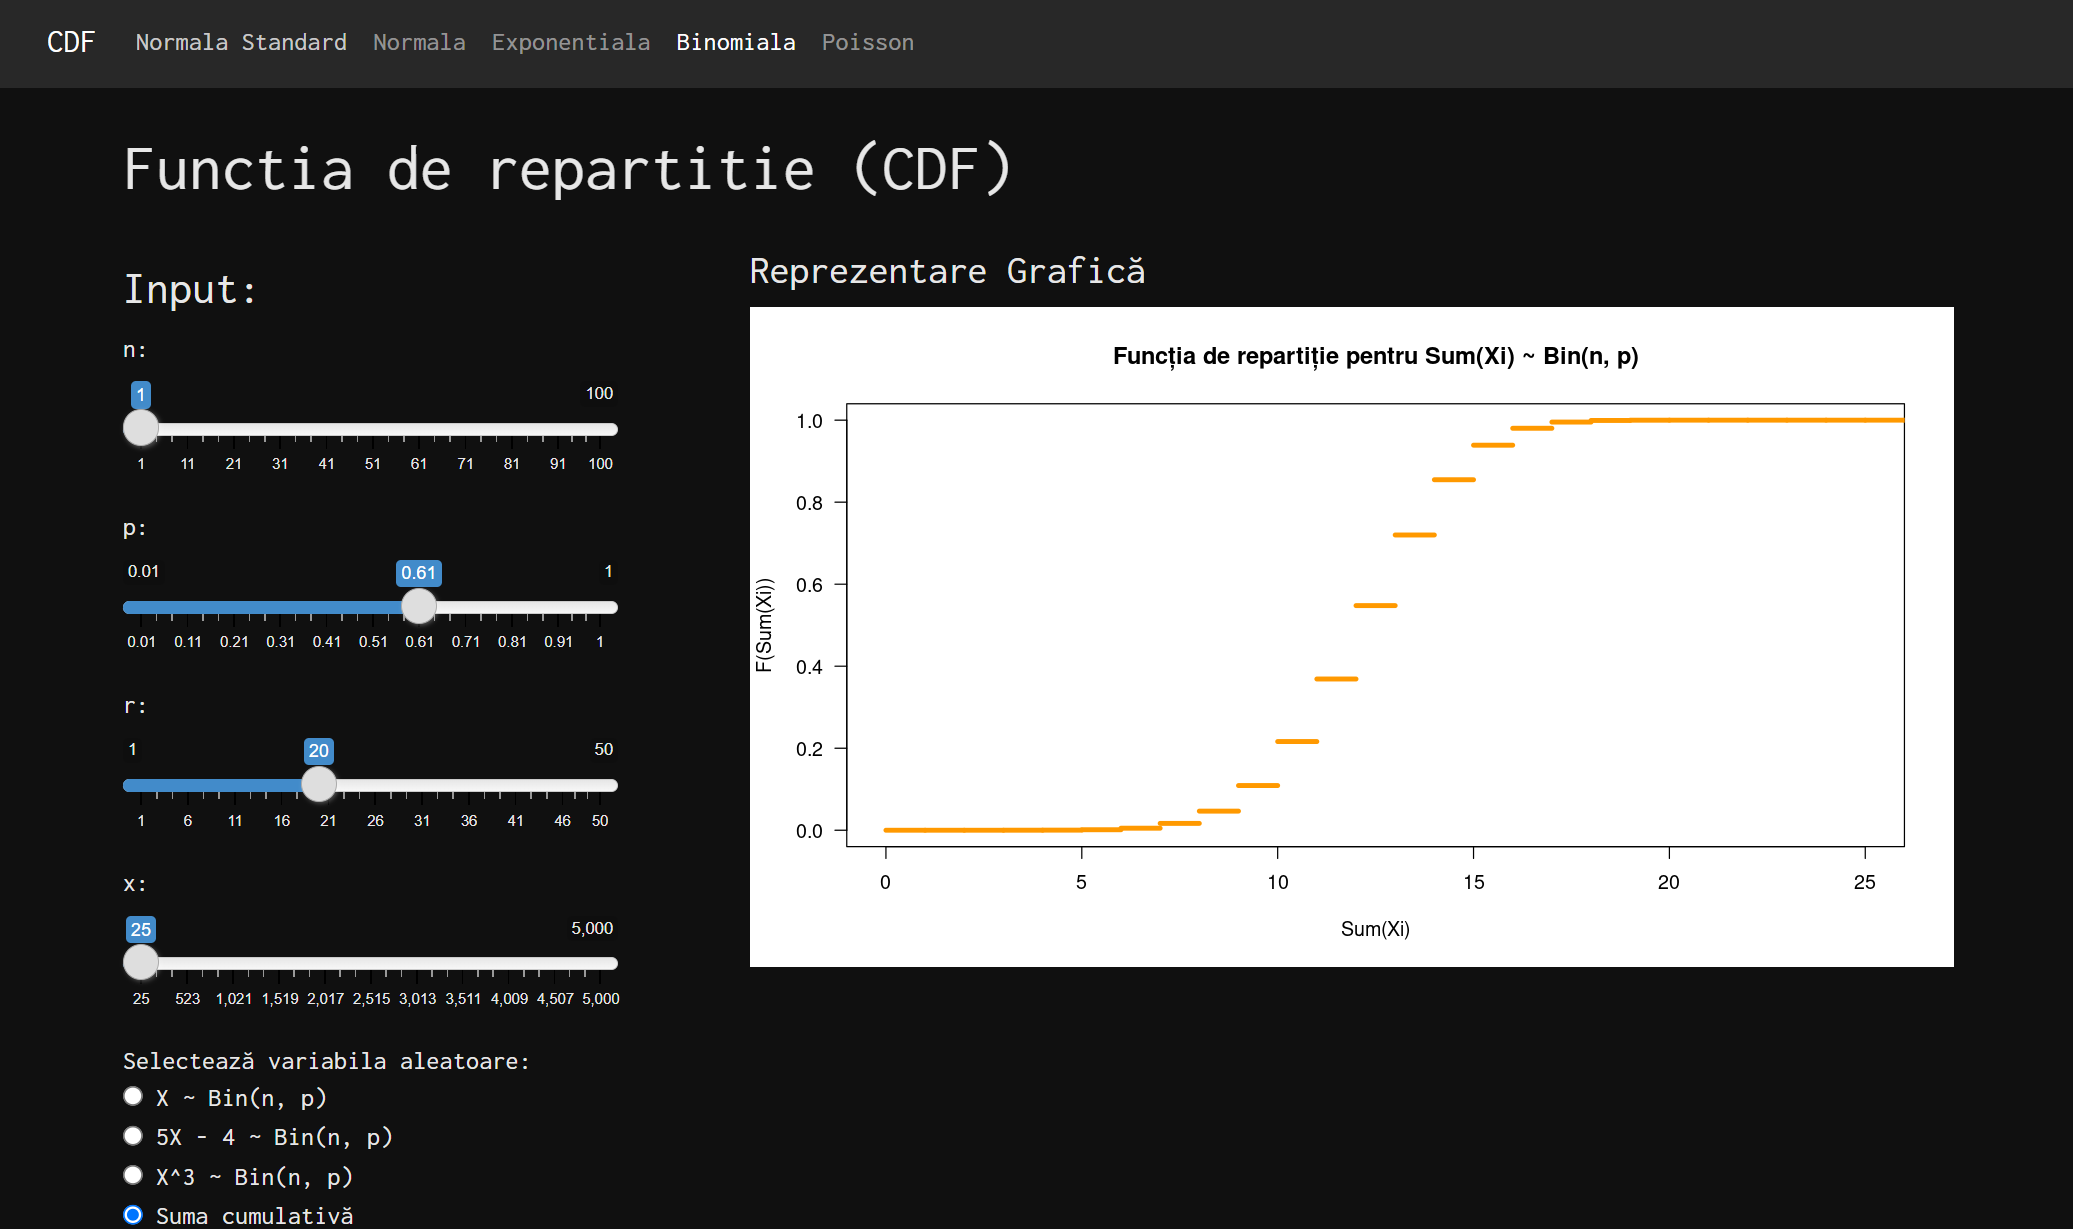 CDF Normala Standard Normala Exponentiala Binomiala Poisson
Functia de repartitie (CDF)
Input:
n:
1 100
1 11 21 31 41 51 61 71 81 91 100
p:
0.01 0.61 1
0.01 0.11 0.21 0.31 0.41 0.51 0.61 0.71 0.81 0.91 1
r:
1 20 50
1 6 11 16 21 26 31 36 41 46 50
x:
25 5,000
25 523 1,021 1,519 2,017 2,515 3,013 3,511 4,009 4,507 5,000
Selectează variabila aleatoare:
X ~ Bin(n, p)
5X - 4 ~ Bin(n, p)
X^3 ~ Bin(n, p)
Suma cumulativă
Reprezentare Grafică
Funcția de repartiție pentru Sum(Xi) ~ Bin(n, p)
F(Sum(Xi))
1.0
0.8
0.6
0.4
0.2
0.0
0 5 10 15 20 25
Sum(Xi)